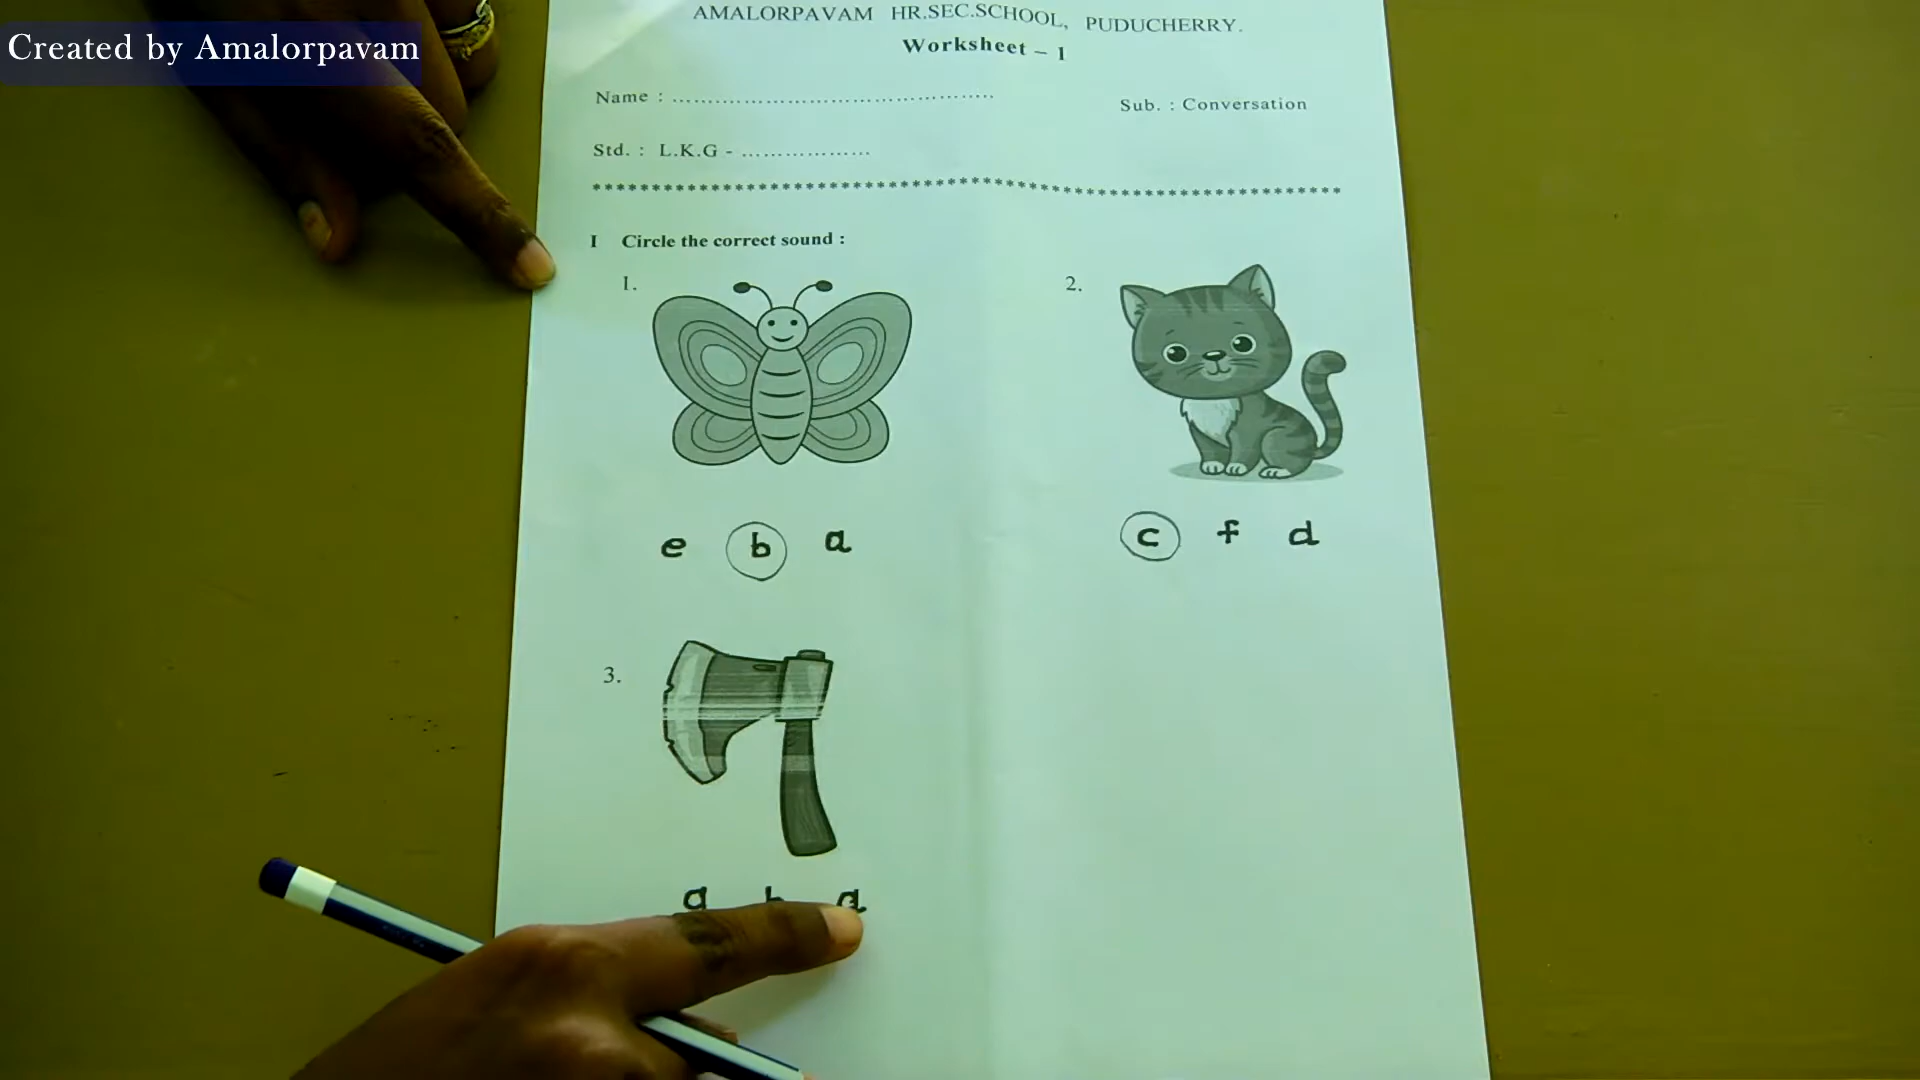 Created by Amalorpavam
AMALORPAVAM HR.SEC.SCHOOL, PUDUCHERRY.
Worksheet – 1
Name : ................................................
Sub. : Conversation
Std. : L.K.G - ..................
I Circle the correct sound :
1.
2.
e b a
c f d
3.